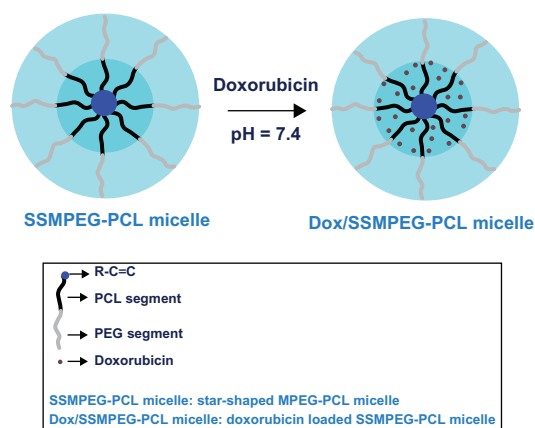 Doxorubicin
pH = 7.4
SSMPEG-PCL micelle
Dox/SSMPEG-PCL micelle
R-C=C
PCL segment
PEG segment
Doxorubicin
SSMPEG-PCL micelle: star-shaped MPEG-PCL micelle
Dox/SSMPEG-PCL micelle: doxorubicin loaded SSMPEG-PCL micelle